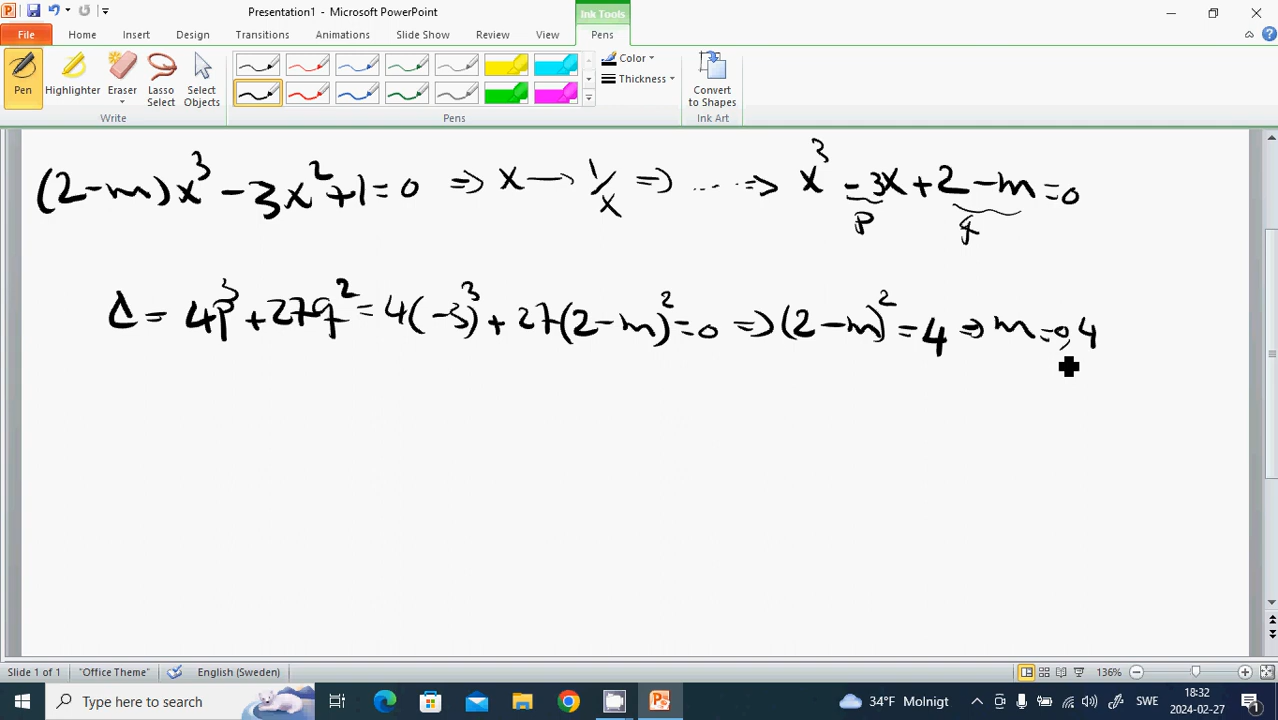 Presentation1 - Microsoft PowerPoint
Ink Tools
File Home Insert Design Transitions Animations Slide Show Review View Pens
Pen Highlighter Eraser Lasso Select Select Objects
Color Thickness
Convert to Shapes
Write Pens Ink Art
(2-m)x³ - 3x² + 1 = 0 ⇒ x → 1/x ⇒ ..... ⇒ x³ - 3x + 2 - m = 0
p q
Δ = 4p³ + 27q² = 4(-3)³ + 27(2-m)² = 0 ⇒ (2-m)² = 4 ⇒ m = 0,4
Slide 1 of 1 "Office Theme" English (Sweden) 136%
Type here to search 34°F Molnigt SWE 18:32
2024-02-27 1